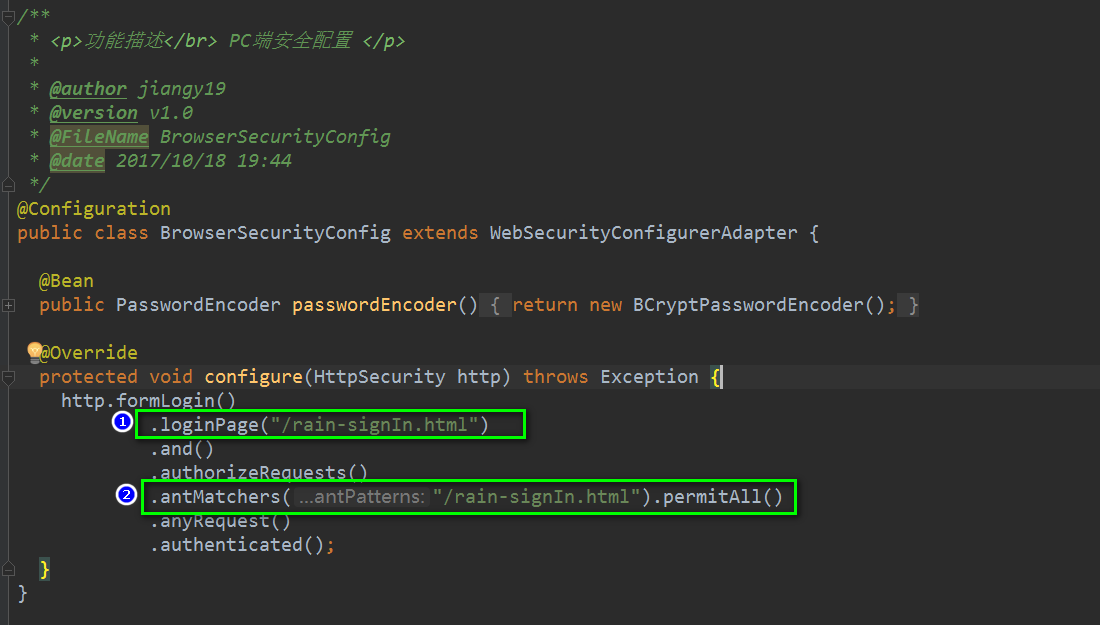 /**
* <p>功能描述</br> PC端安全配置 </p>
*
* @author jiangy19
* @version v1.0
* @FileName BrowserSecurityConfig
* @date 2017/10/18 19:44
*/
@Configuration
public class BrowserSecurityConfig extends WebSecurityConfigurerAdapter {
@Bean
public PasswordEncoder passwordEncoder() { return new BCryptPasswordEncoder(); }
@Override
protected void configure(HttpSecurity http) throws Exception {
http.formLogin()
1 .loginPage("/rain-signIn.html")
.and()
.authorizeRequests()
2 .antMatchers( ...antPatterns: "/rain-signIn.html").permitAll()
.anyRequest()
.authenticated();
}
}